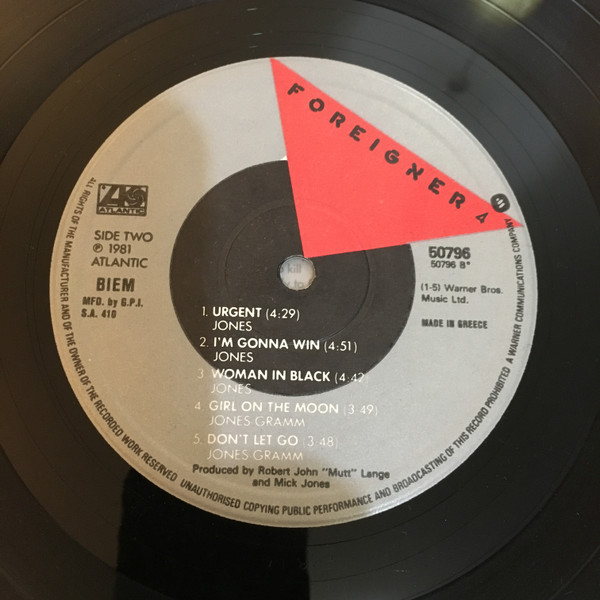 FOREIGNER 4
ATLANTIC
SIDE TWO
℗ 1981
ATLANTIC
BIEM
MFD. by G.P.I.
S.A. 410
50796
50796 B*
(1-5) Warner Bros.
Music Ltd.
MADE IN GREECE
1. URGENT (4:29)
JONES
2. I'M GONNA WIN (4:51)
JONES
3 WOMAN IN BLACK (4:42)
JONES
4 GIRL ON THE MOON (3 49)
JONES GRAMM
5 DON'T LET GO (3 48)
JONES GRAMM
Produced by Robert John "Mutt" Lange
and Mick Jones
ALL RIGHTS OF THE MANUFACTURER AND OF THE OWNER OF THE RECORDED WORK RESERVED UNAUTHORISED COPYING PUBLIC PERFORMANCE AND BROADCASTING OF THIS RECORD PROHIBITED A WARNER COMMUNICATIONS COMPANY